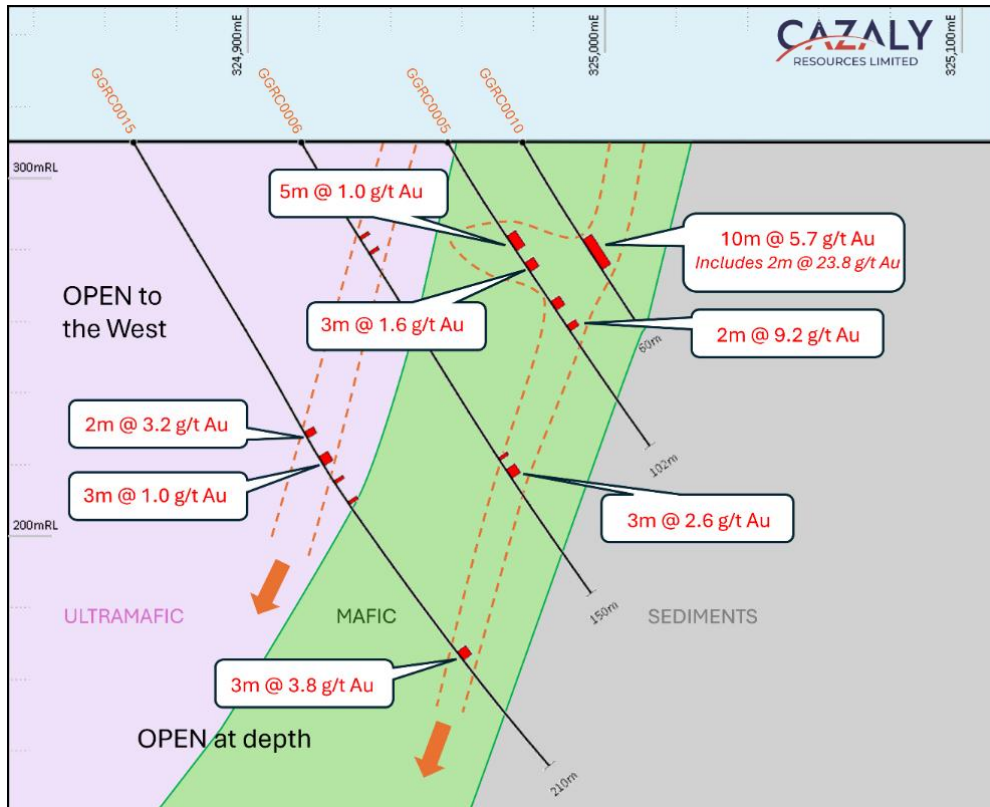 324,900mE
325,000mE
325,100mE
CAZALY
RESOURCES LIMITED
GGRC0015
GGRC0006
GGRC0005
GGRC0010
300mRL
5m @ 1.0 g/t Au
10m @ 5.7 g/t Au
Includes 2m @ 23.8 g/t Au
OPEN to
the West
3m @ 1.6 g/t Au
2m @ 9.2 g/t Au
60m
2m @ 3.2 g/t Au
102m
3m @ 1.0 g/t Au
3m @ 2.6 g/t Au
200mRL
ULTRAMAFIC
MAFIC
150m
SEDIMENTS
3m @ 3.8 g/t Au
OPEN at depth
210m